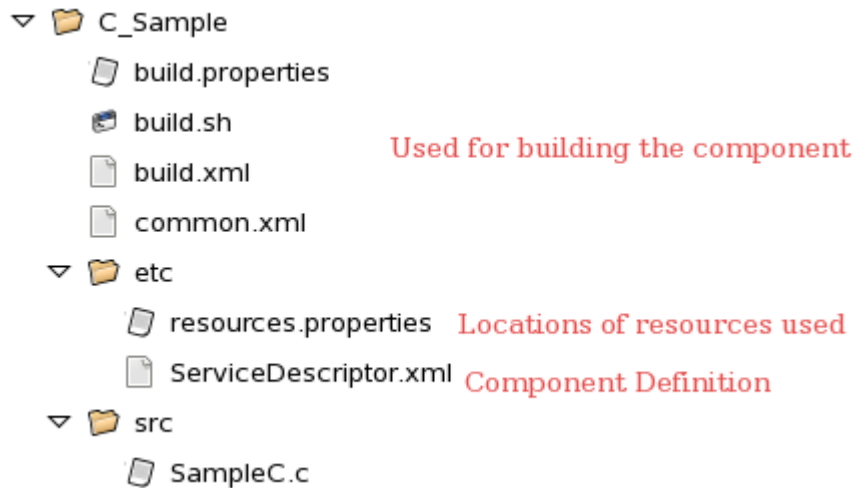 C_Sample
build.properties
build.sh
Used for building the component
build.xml
common.xml
etc
resources.properties Locations of resources used
ServiceDescriptor.xml Component Definition
src
SampleC.c